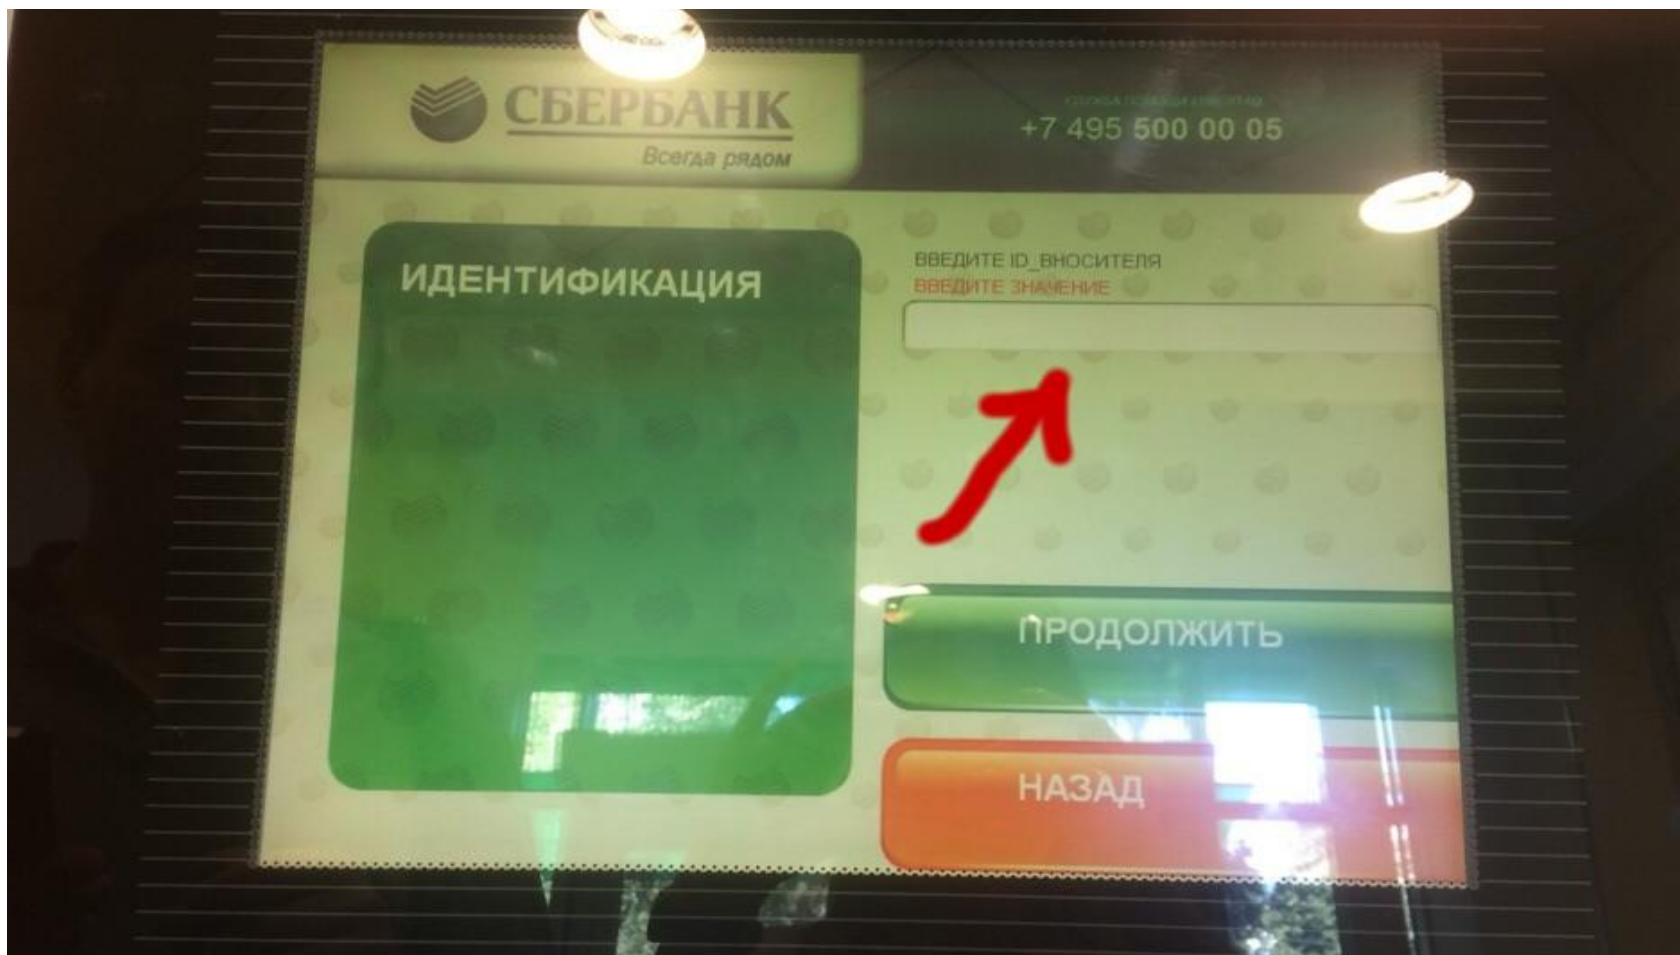 СБЕРБАНК
Всегда рядом
+7 495 500 00 05
ИДЕНТИФИКАЦИЯ
ВВЕДИТЕ ID_ВНОСИТЕЛЯ
ВВЕДИТЕ ЗНАЧЕНИЕ
ПРОДОЛЖИТЬ
НАЗАД